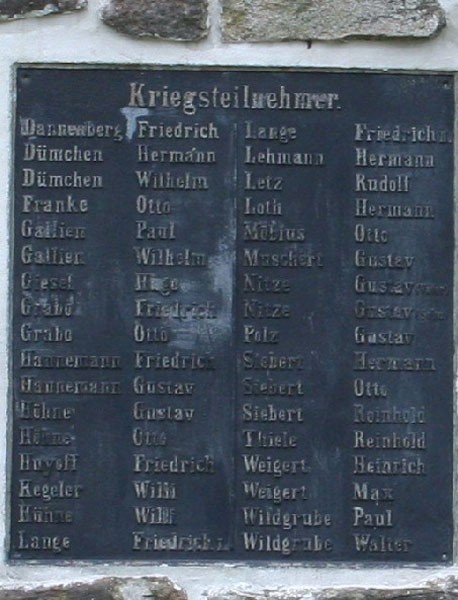 Kriegsteilnehmer.
Dannenberg Friedrich Lange Friedrich
Dümchen Hermann Lehmann Hermann
Dümchen Wilhelm Letz Rudolf
Franke Otto Loth Hermann
Gallien Paul Möbius Otto
Gallien Wilhelm Muschert Gustav
Giesel Hugo Nitze Gustav
Grabo Friedrich Nitze Gustav
Grabo Otto Polz Gustav
Hannemann Friedrich Siebert Hermann
Hannemann Gustav Siebert Otto
Höhne Gustav Siebert Reinhold
Höhne Otto Thiele Reinhold
Huyoff Friedrich Weigert Heinrich
Kegeler Willi Weigert Max
Kühne Willi Wildgrube Paul
Lange Friedrich Wildgrube Walter